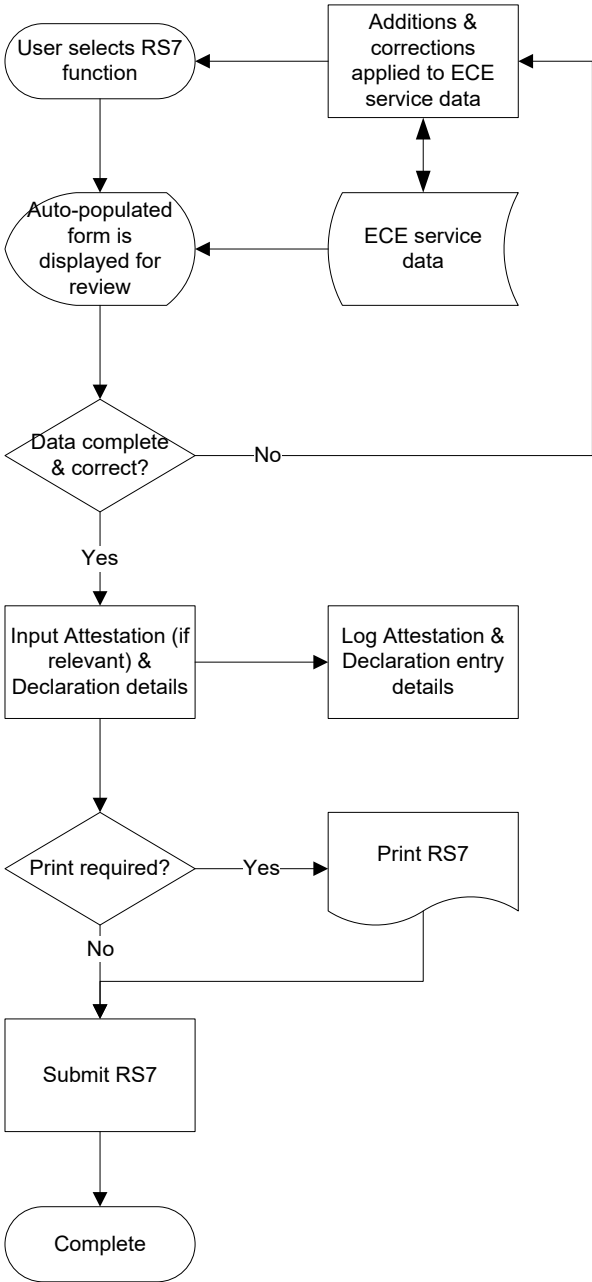 User selects RS7
function
Additions &
corrections
applied to ECE
service data
Auto-populated
form is
displayed for
review
ECE service
data
Data complete
& correct?
No
Yes
Input Attestation (if
relevant) &
Declaration details
Log Attestation &
Declaration entry
details
Print required?
Yes
Print RS7
No
Submit RS7
Complete